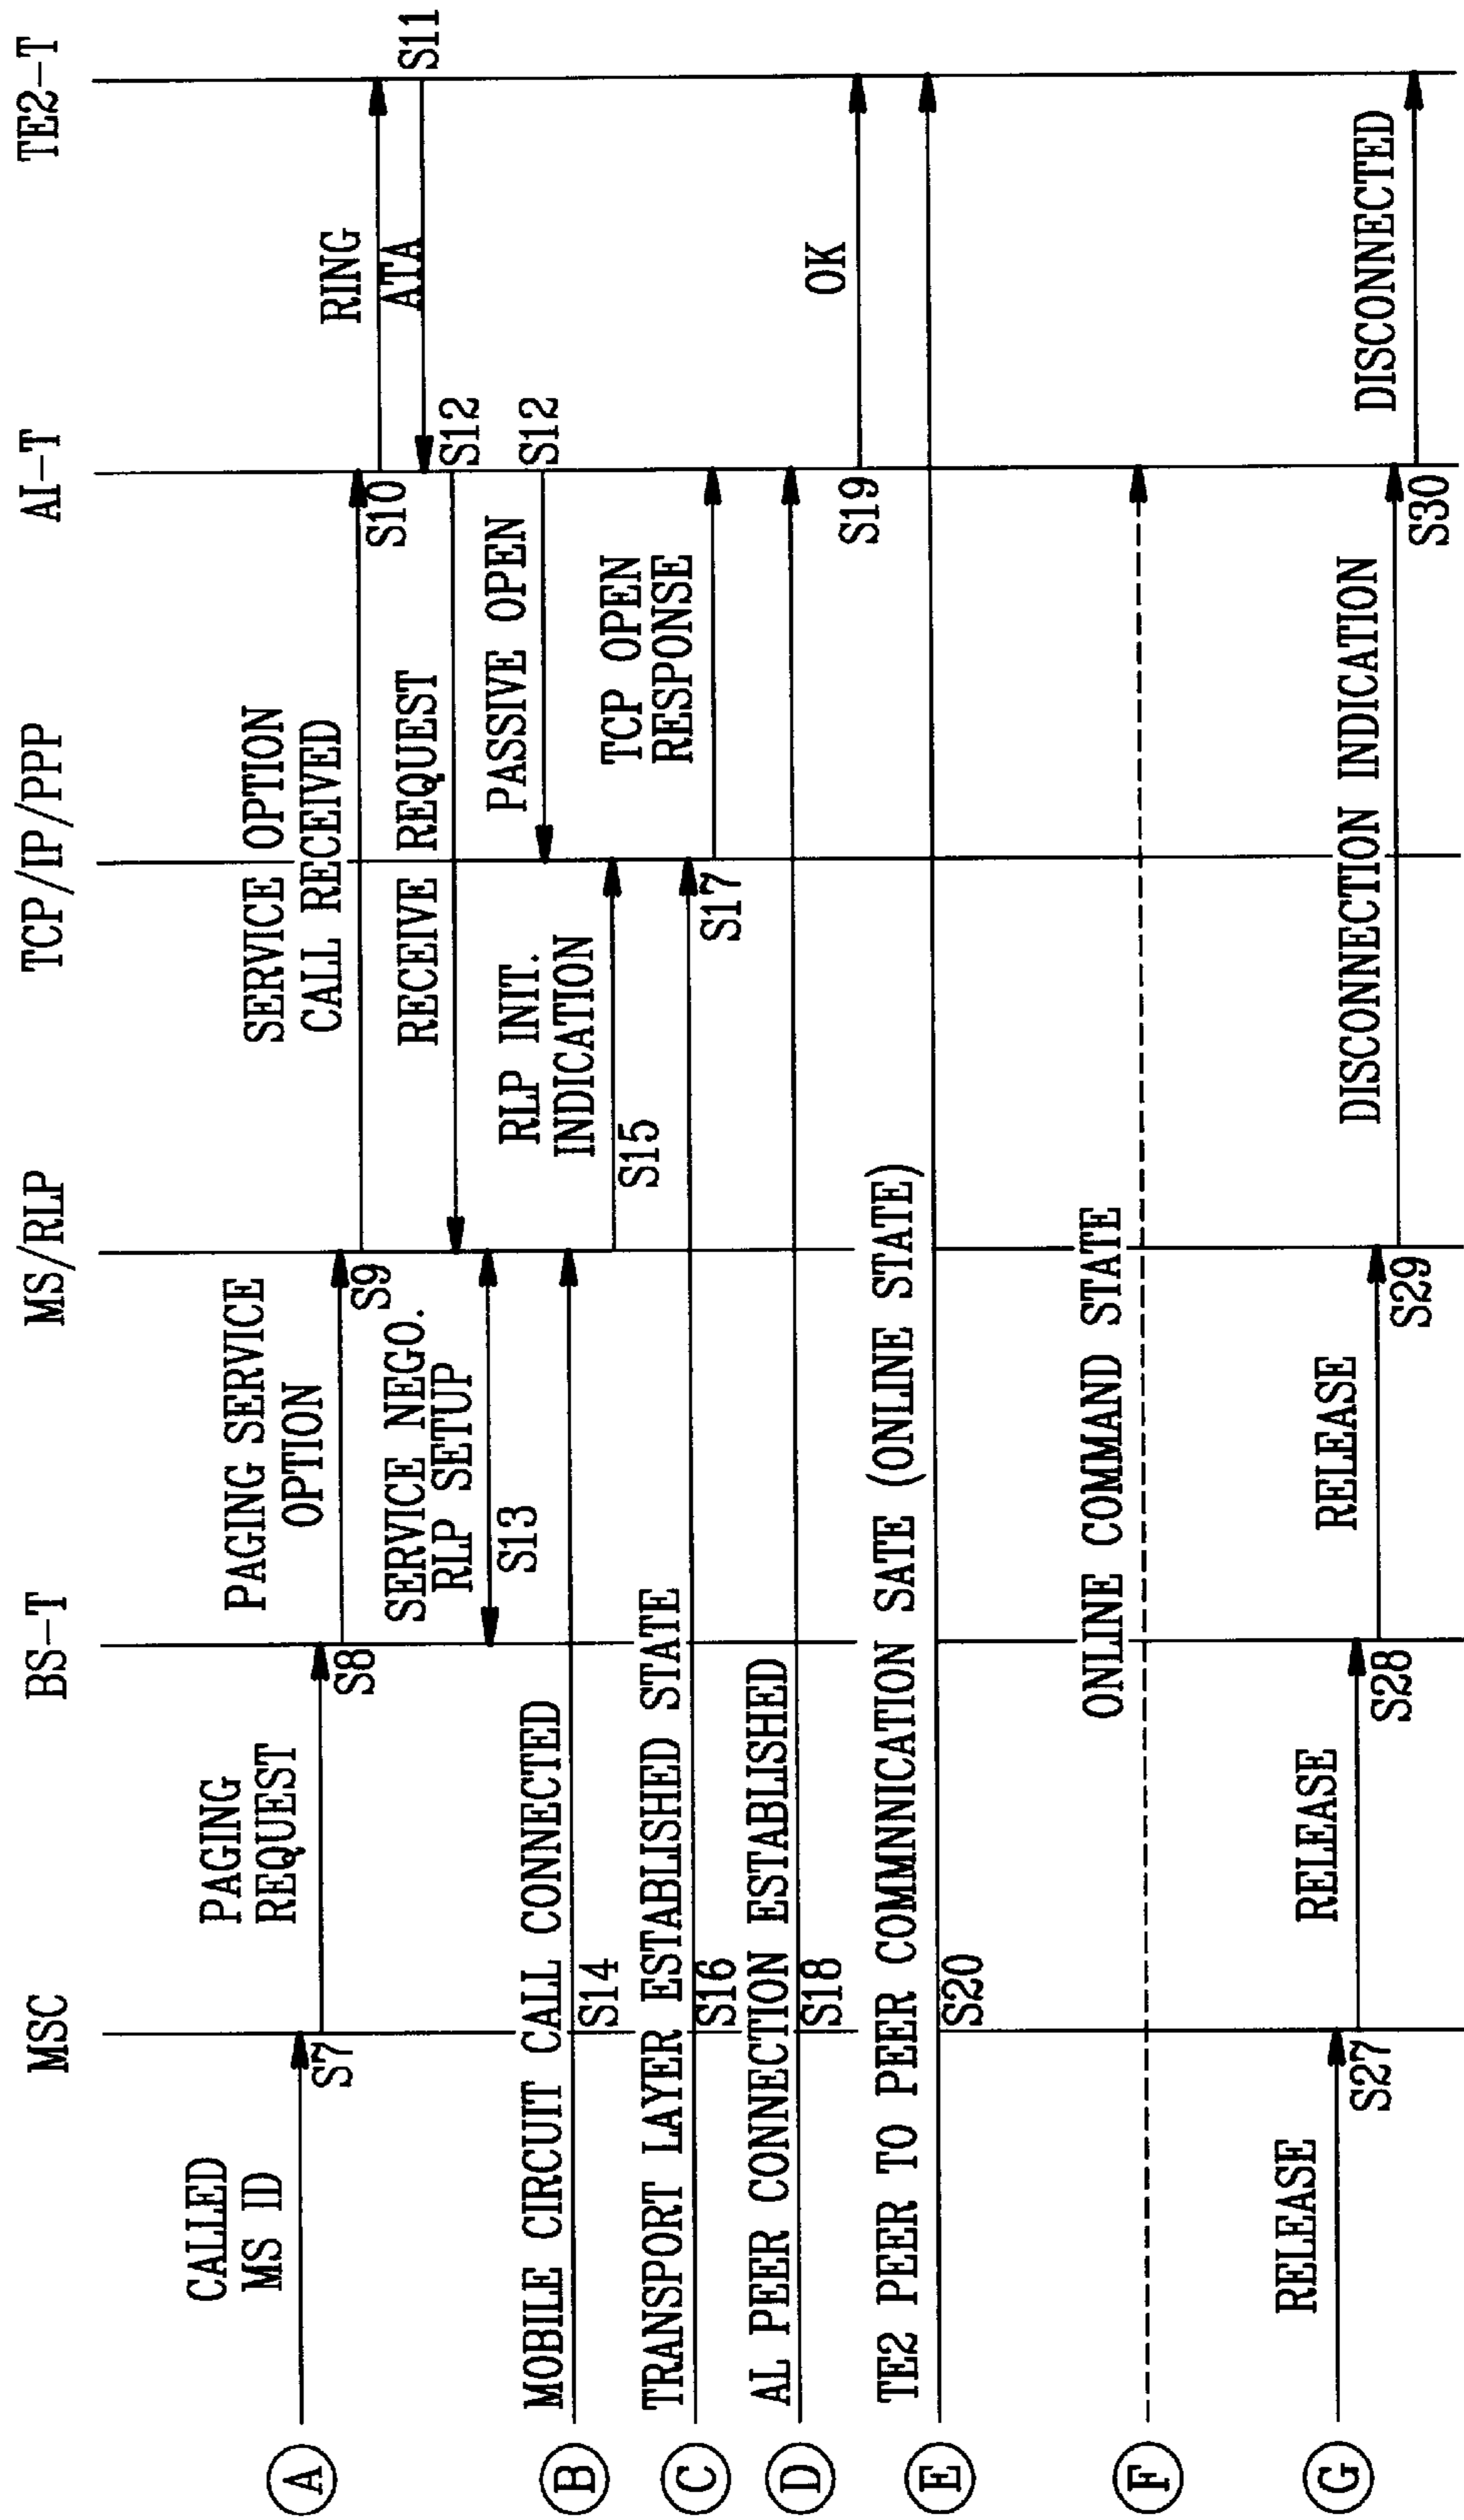 MSC
BS-T
MS/RLP
TCP/IP/PPP
AI-T
TE2-T
A
CALLED
MS ID
S7
PAGING
REQUEST
S8
PAGING SERVICE
OPTION
S9
SERVICE OPTION
CALL RECEIVED
S10
RING
ATA
S11
S12
RECEIVE REQUEST
SERVICE NEGO.
RLP SETUP
S13
S12
PASSIVE OPEN
B
MOBILE CIRCUIT CALL CONNECTED
S14
RLP INIT.
INDICATION
S15
C
TRANSPORT LAYER ESTABLISHED STATE
S16
S17
TCP OPEN
RESPONSE
D
AL PEER CONNECTION ESTABLISHED
S18
S19
OK
E
TE2 PEER TO PEER COMMNNICATION SATE (ONLINE STATE)
S20
F
ONLINE COMMAND STATE
G
RELEASE
S27
RELEASE
S28
RELEASE
S29
DISCONNECTION INDICATION
S30
DISCONNECTED